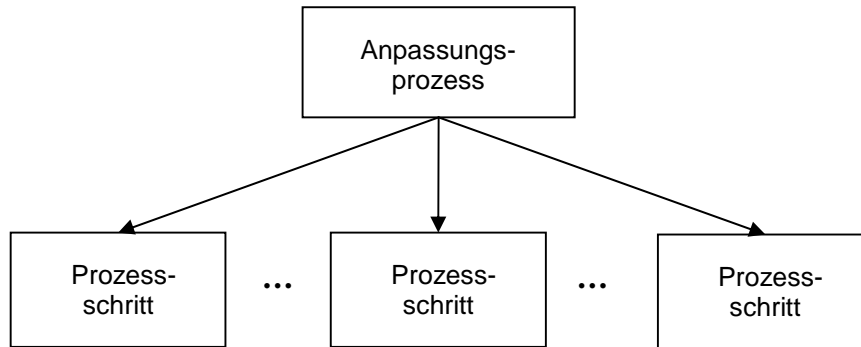 Anpassungs-
prozess
Prozess-
schritt
...
Prozess-
schritt
...
Prozess-
schritt